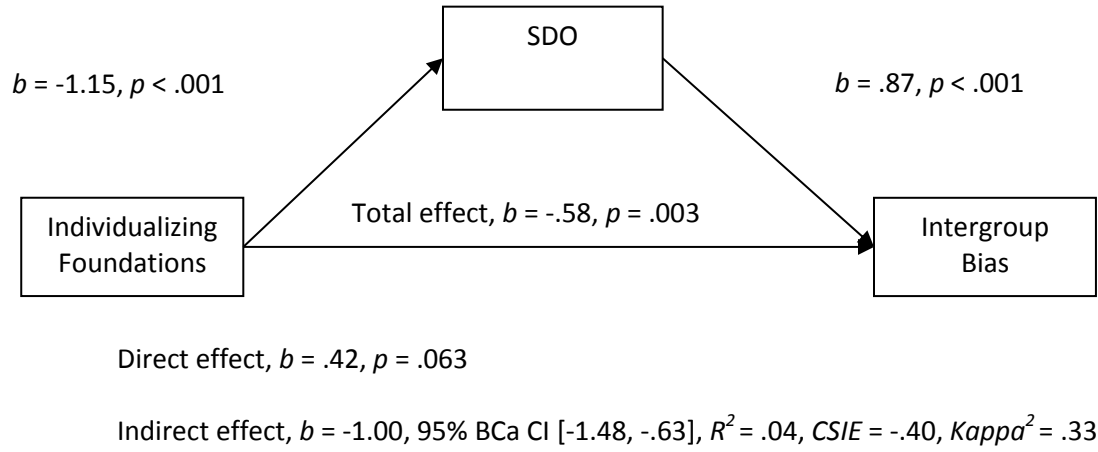 SDO
b = -1.15, p < .001
b = .87, p < .001
Individualizing
Foundations
Total effect, b = -.58, p = .003
Intergroup
Bias
Direct effect, b = .42, p = .063
Indirect effect, b = -1.00, 95% BCa CI [-1.48, -.63], R² = .04, CSIE = -.40, Kappa² = .33